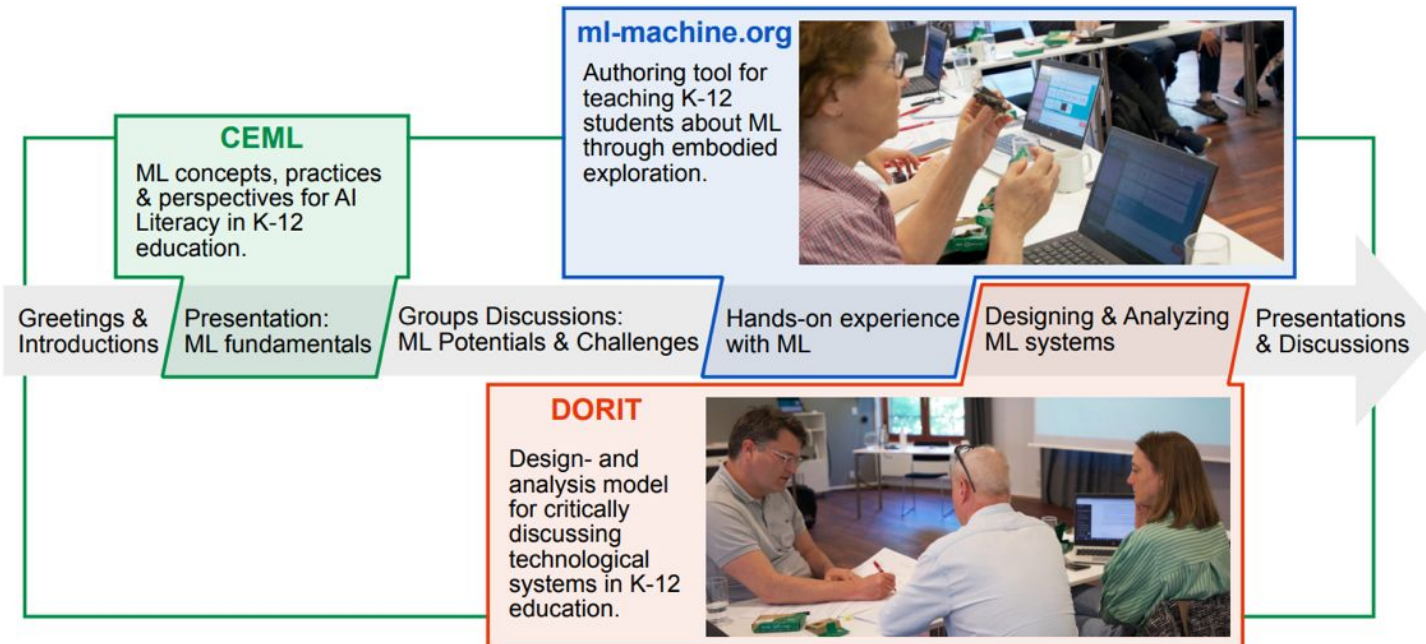 ml-machine.org
Authoring tool for
teaching K-12
students about ML
through embodied
exploration.
CEML
ML concepts, practices
& perspectives for AI
Literacy in K-12
education.
Greetings &
Introductions
Presentation:
ML fundamentals
Groups Discussions:
ML Potentials & Challenges
Hands-on experience
with ML
Designing & Analyzing
ML systems
Presentations
& Discussions
DORIT
Design- and
analysis model
for critically
discussing
technological
systems in K-12
education.